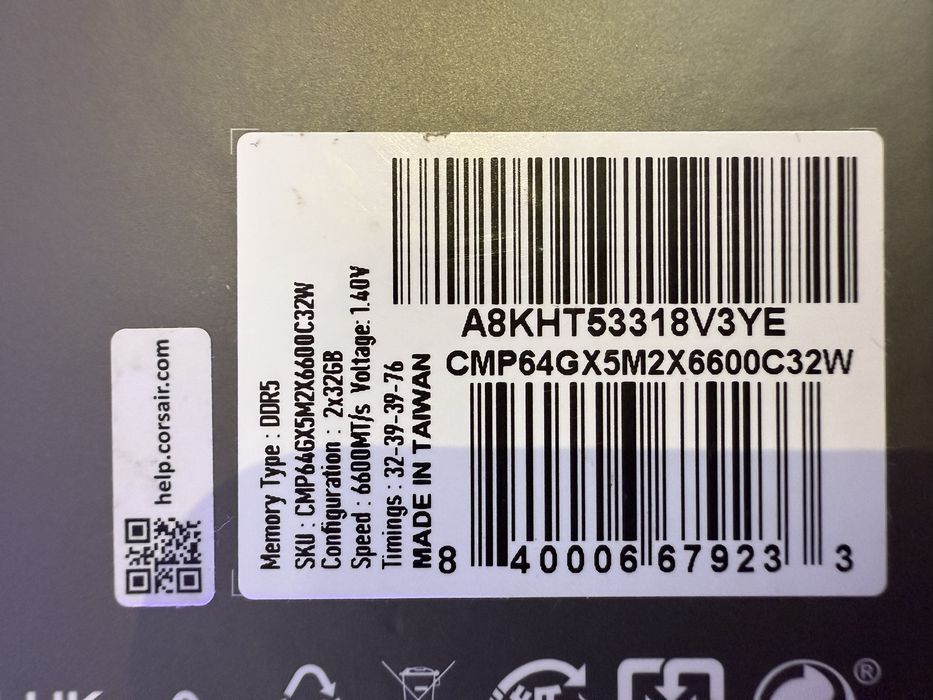 help.corsair.com
Memory Type : DDR5
SKU : CMP64GX5M2X6600C32W
Configuration : 2x32GB
Speed : 6600MT/s Voltage: 1.40V
Timings : 32-39-39-76
MADE IN TAIWAN
A8KHT53318V3YE
CMP64GX5M2X6600C32W
8 40006 67923 3
®